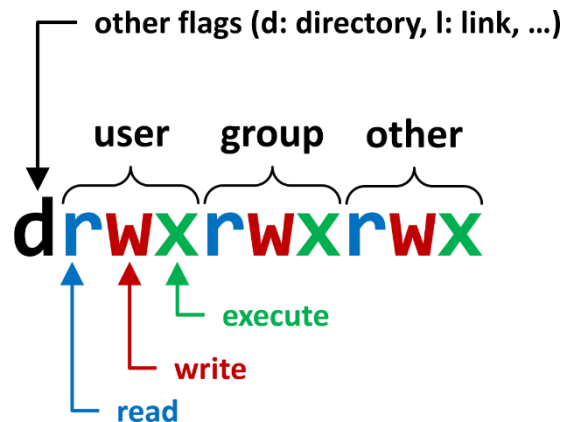 other flags (d: directory, l: link, ...)
user group other
drwxrwxrwx
execute
write
read